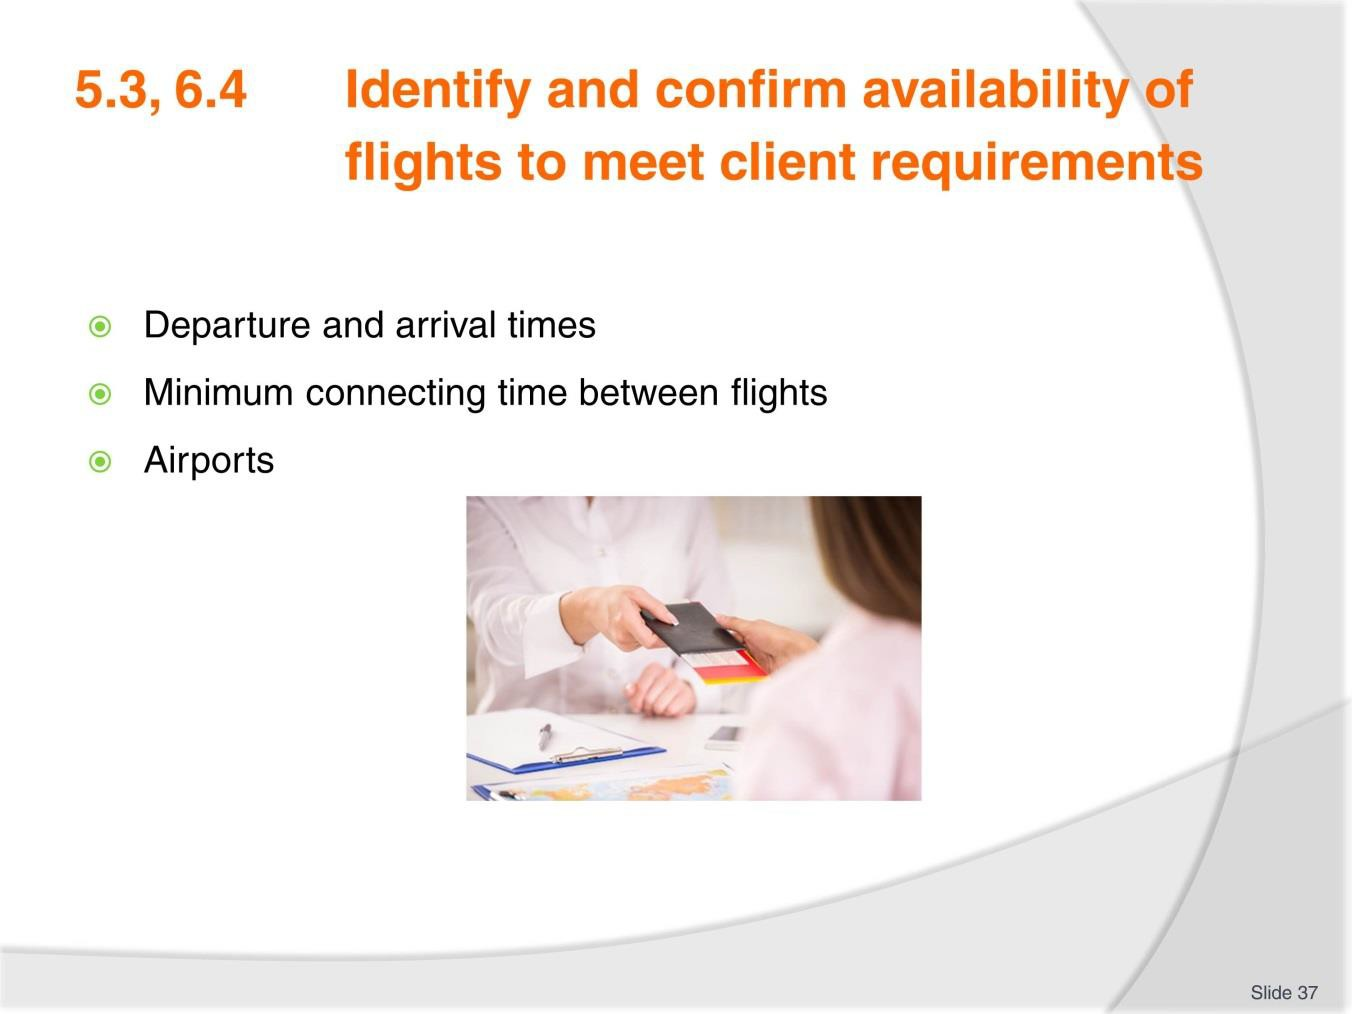 5.3, 6.4 Identify and confirm availability of
flights to meet client requirements
Departure and arrival times
Minimum connecting time between flights
Airports
Slide 37